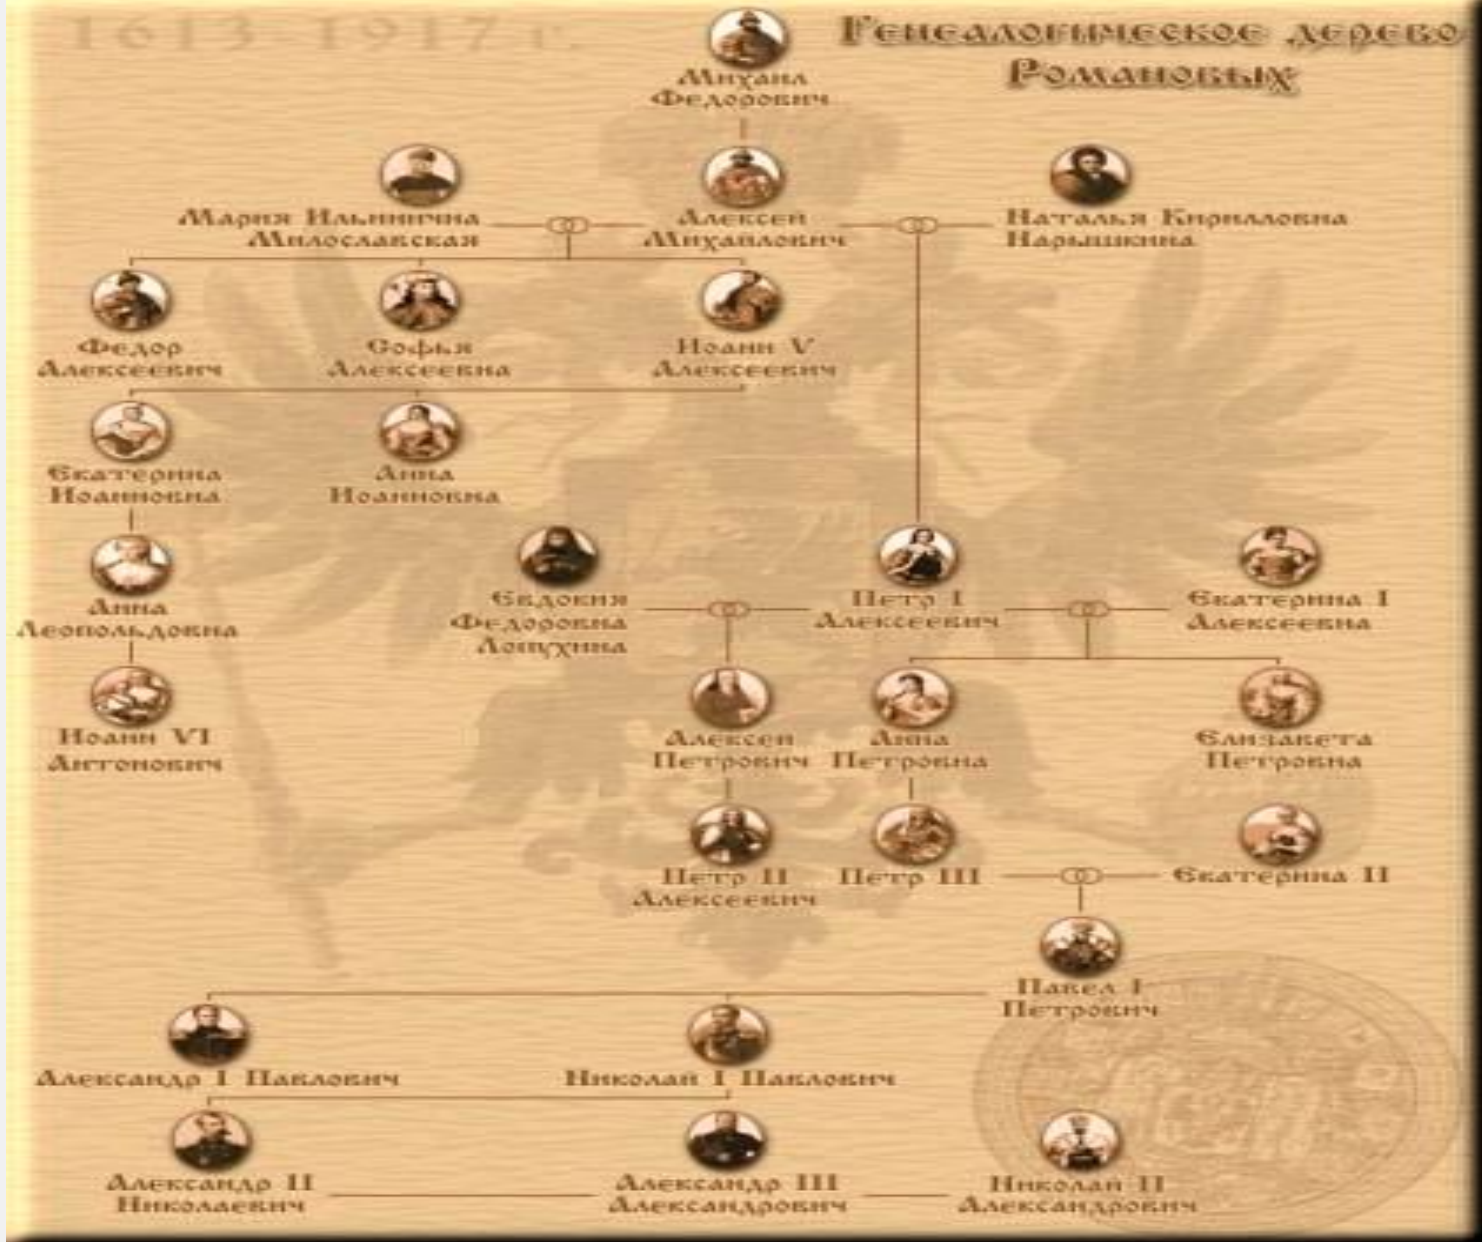 1613 1917 г.
Генеалогическое дерево
Романовых
Михаил
Федорович
Мария Ильинична
Милославская
Алексей
Михайлович
Наталья Кирилловна
Нарышкина
Федор
Алексеевич
Софья
Алексеевна
Иоанн V
Алексеевич
Екатерина
Иоанновна
Анна
Иоанновна
Евдокия
Федоровна
Лопухина
Петр I
Алексеевич
Екатерина I
Алексеевна
Анна
Леопольдовна
Иоанн VI
Антонович
Алексей
Петрович
Анна
Петровна
Елизавета
Петровна
Петр II
Алексеевич
Петр III
Екатерина II
Павел I
Петрович
Александр I Павлович
Николай I Павлович
Александр II
Николаевич
Александр III
Александрович
Николай II
Александрович